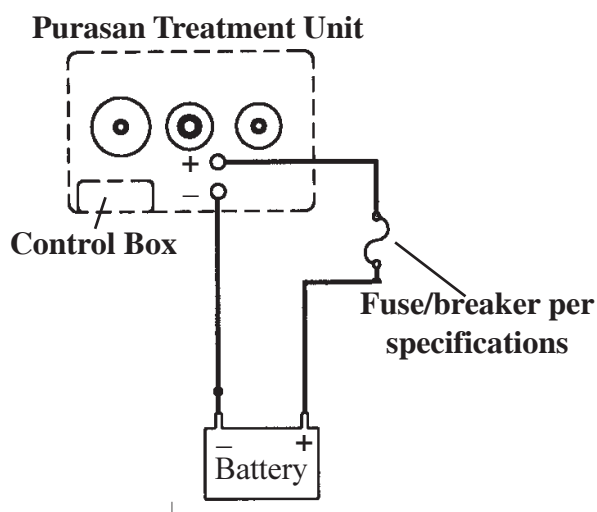 Purasan Treatment Unit
+
–
Control Box
Fuse/breaker per
specifications
– +
Battery